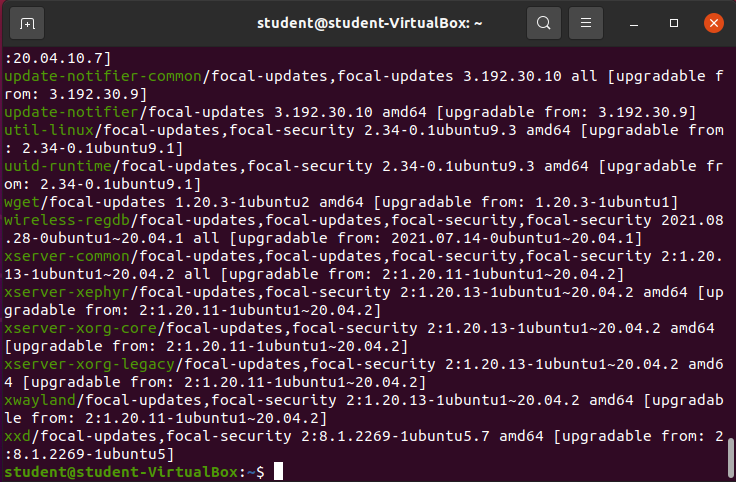 student@student-VirtualBox: ~
:20.04.10.7]
update-notifier-common/focal-updates,focal-updates 3.192.30.10 all [upgradable f
rom: 3.192.30.9]
update-notifier/focal-updates 3.192.30.10 amd64 [upgradable from: 3.192.30.9]
util-linux/focal-updates,focal-security 2.34-0.1ubuntu9.3 amd64 [upgradable from
: 2.34-0.1ubuntu9.1]
uuid-runtime/focal-updates,focal-security 2.34-0.1ubuntu9.3 amd64 [upgradable fr
om: 2.34-0.1ubuntu9.1]
wget/focal-updates 1.20.3-1ubuntu2 amd64 [upgradable from: 1.20.3-1ubuntu1]
wireless-regdb/focal-updates,focal-updates,focal-security,focal-security 2021.08
.28-0ubuntu1~20.04.1 all [upgradable from: 2021.07.14-0ubuntu1~20.04.1]
xserver-common/focal-updates,focal-updates,focal-security,focal-security 2:1.20.
13-1ubuntu1~20.04.2 all [upgradable from: 2:1.20.11-1ubuntu1~20.04.2]
xserver-xephyr/focal-updates,focal-security 2:1.20.13-1ubuntu1~20.04.2 amd64 [up
gradable from: 2:1.20.11-1ubuntu1~20.04.2]
xserver-xorg-core/focal-updates,focal-security 2:1.20.13-1ubuntu1~20.04.2 amd64
[upgradable from: 2:1.20.11-1ubuntu1~20.04.2]
xserver-xorg-legacy/focal-updates,focal-security 2:1.20.13-1ubuntu1~20.04.2 amd6
4 [upgradable from: 2:1.20.11-1ubuntu1~20.04.2]
xwayland/focal-updates,focal-security 2:1.20.13-1ubuntu1~20.04.2 amd64 [upgradab
le from: 2:1.20.11-1ubuntu1~20.04.2]
xxd/focal-updates,focal-security 2:8.1.2269-1ubuntu5.7 amd64 [upgradable from: 2
:8.1.2269-1ubuntu5]
student@student-VirtualBox:~$